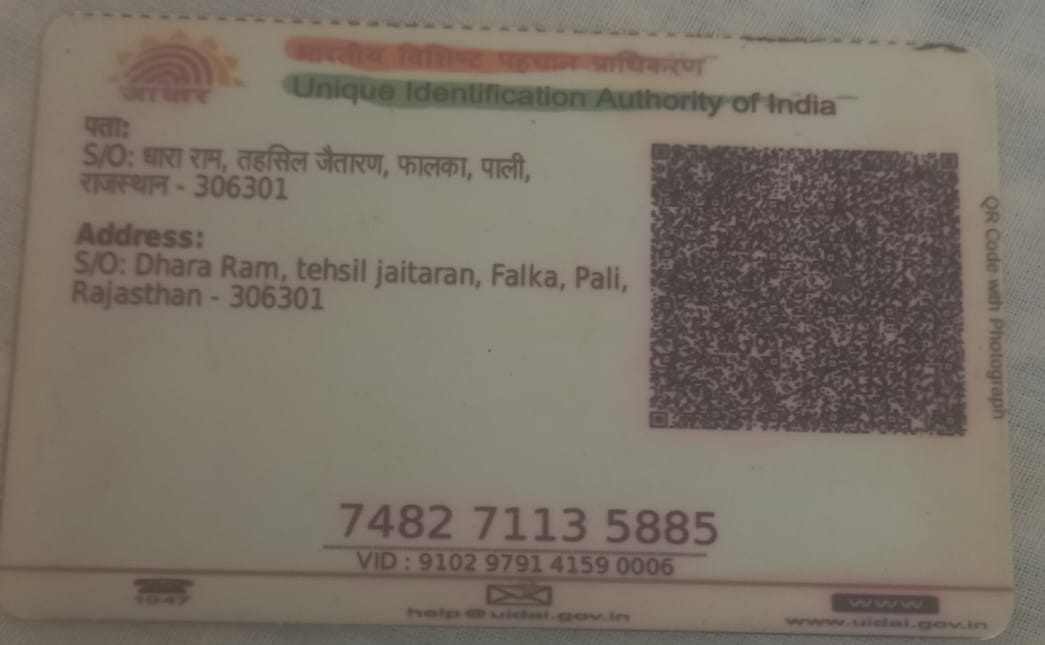 भारतीय विशिष्ट पहचान प्राधिकरण
Unique Identification Authority of India
आधार
पता:
S/O: धारा राम, तहसिल जैतारण, फालका, पाली,
राजस्थान - 306301
Address:
S/O: Dhara Ram, tehsil jaitaran, Falka, Pali,
Rajasthan - 306301
QR Code with Photograph
7482 7113 5885
VID : 9102 9791 4159 0006
1947
help@uidai.gov.in
www
www.uidai.gov.in